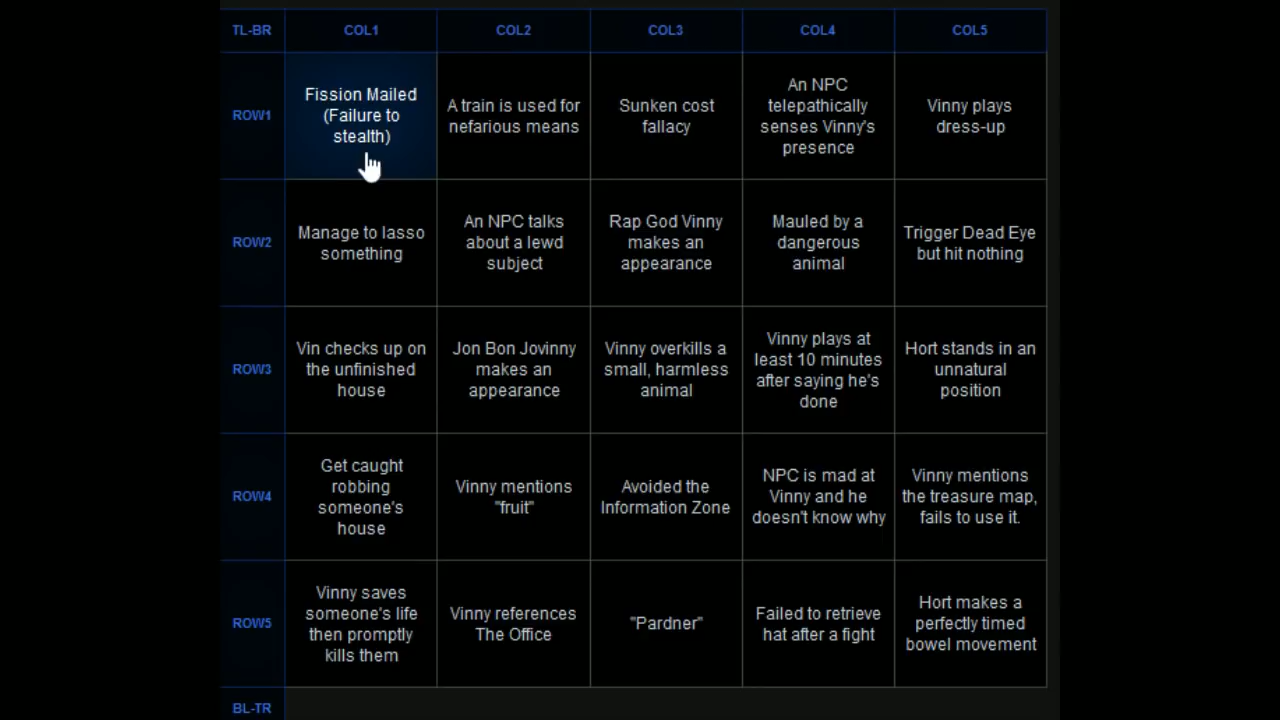 TL-BR COL1 COL2 COL3 COL4 COL5
ROW1
Fission Mailed
(Failure to
stealth)
A train is used for
nefarious means
Sunken cost
fallacy
An NPC
telepathically
senses Vinny's
presence
Vinny plays
dress-up
ROW2
Manage to lasso
something
An NPC talks
about a lewd
subject
Rap God Vinny
makes an
appearance
Mauled by a
dangerous
animal
Trigger Dead Eye
but hit nothing
ROW3
Vin checks up on
the unfinished
house
Jon Bon Jovinny
makes an
appearance
Vinny overkills a
small, harmless
animal
Vinny plays at
least 10 minutes
after saying he's
done
Hort stands in an
unnatural
position
ROW4
Get caught
robbing
someone's
house
Vinny mentions
"fruit"
Avoided the
Information Zone
NPC is mad at
Vinny and he
doesn't know why
Vinny mentions
the treasure map,
fails to use it.
ROW5
Vinny saves
someone's life
then promptly
kills them
Vinny references
The Office
"Pardner"
Failed to retrieve
hat after a fight
Hort makes a
perfectly timed
bowel movement
BL-TR